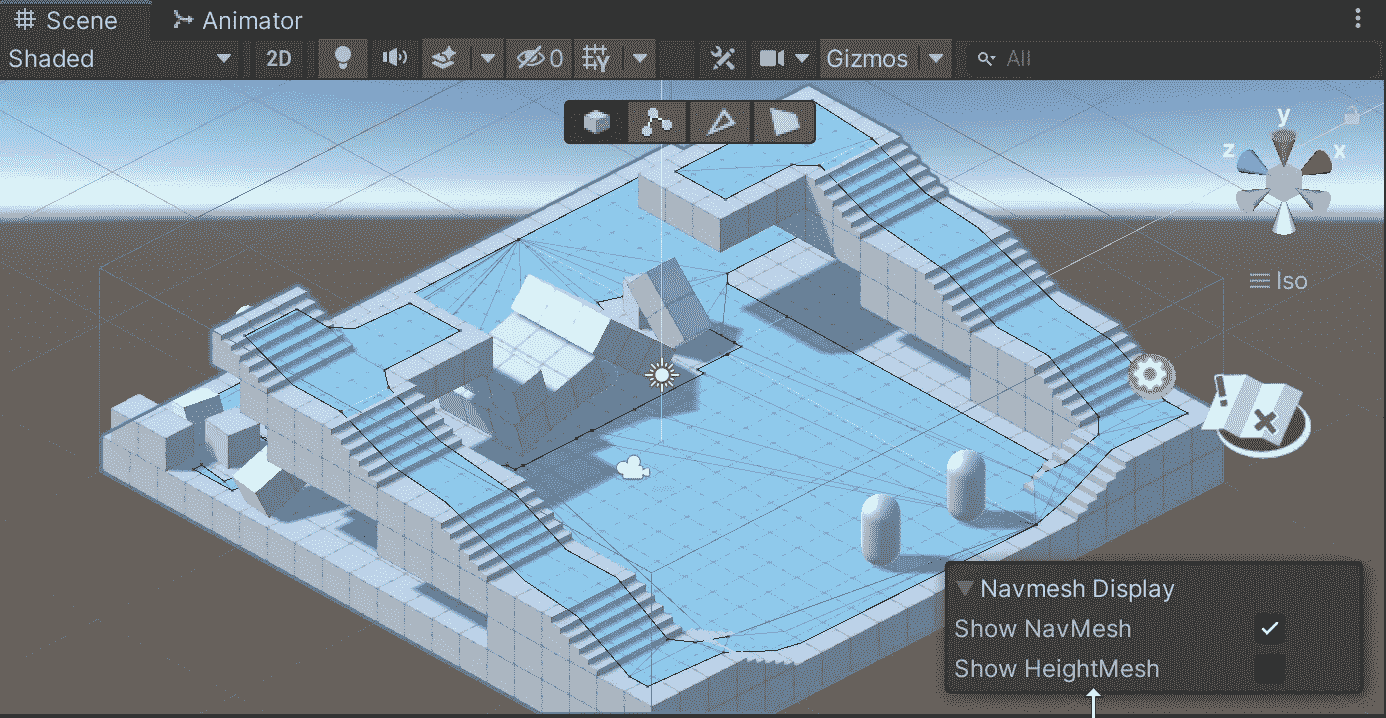 Scene
Animator
Shaded
2D
0
Gizmos
All
y
z
x
Iso
Navmesh Display
Show NavMesh
Show HeightMesh